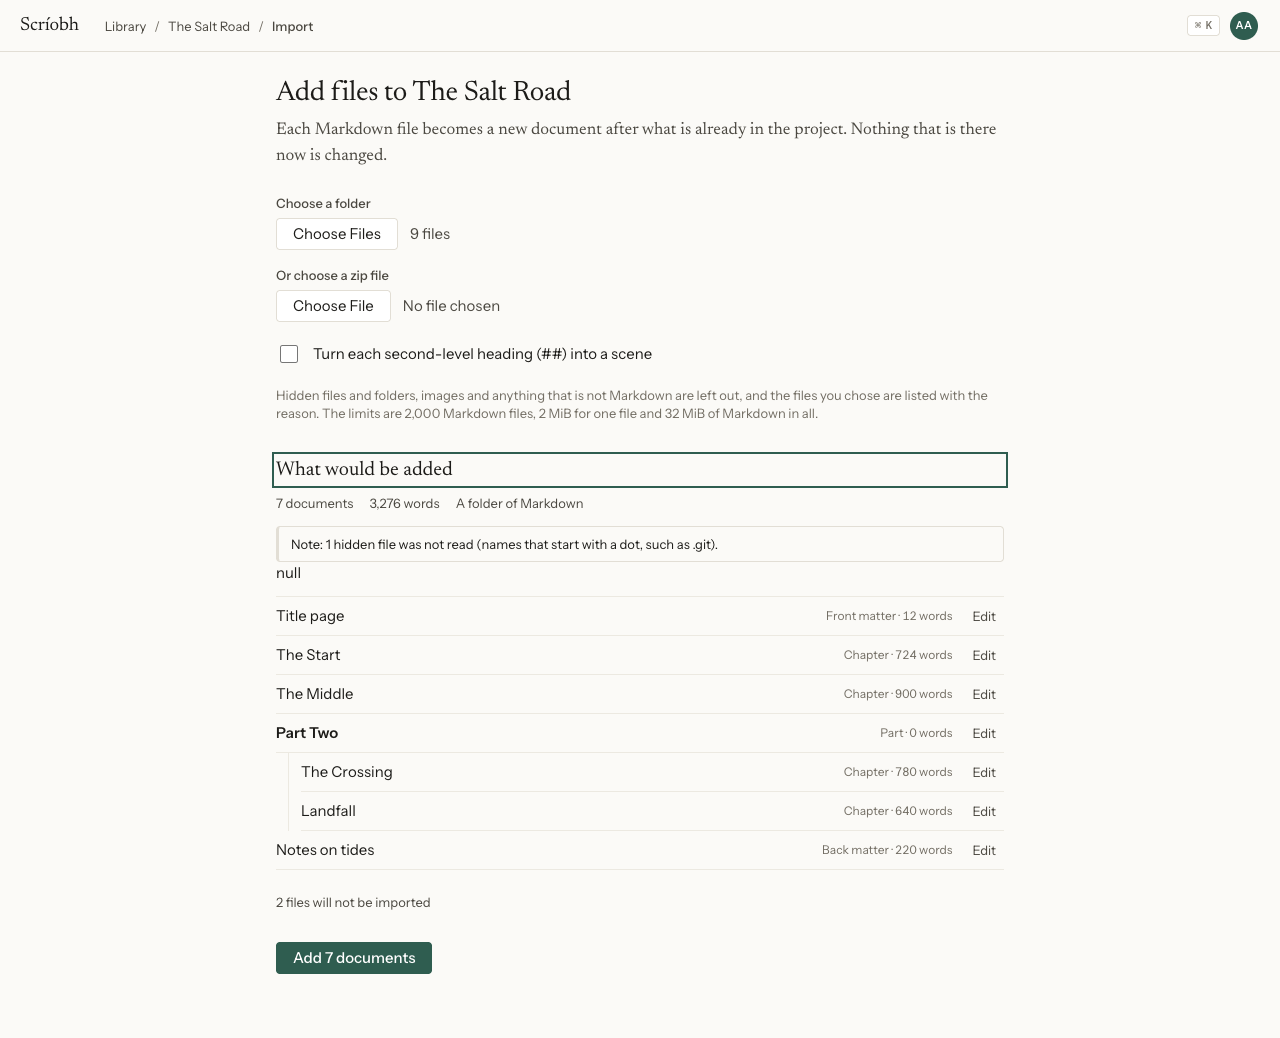 Scríobh
Library / The Salt Road / Import
⌘ K
AA
Add files to The Salt Road
Each Markdown file becomes a new document after what is already in the project. Nothing that is there
now is changed.
Choose a folder
Choose Files 9 files
Or choose a zip file
Choose File No file chosen
Turn each second-level heading (##) into a scene
Hidden files and folders, images and anything that is not Markdown are left out, and the files you chose are listed with the
reason. The limits are 2,000 Markdown files, 2 MiB for one file and 32 MiB of Markdown in all.
What would be added
7 documents 3,276 words A folder of Markdown
Note: 1 hidden file was not read (names that start with a dot, such as .git).
null
Title page Front matter · 12 words Edit
The Start Chapter · 724 words Edit
The Middle Chapter · 900 words Edit
Part Two Part · 0 words Edit
The Crossing Chapter · 780 words Edit
Landfall Chapter · 640 words Edit
Notes on tides Back matter · 220 words Edit
2 files will not be imported
Add 7 documents